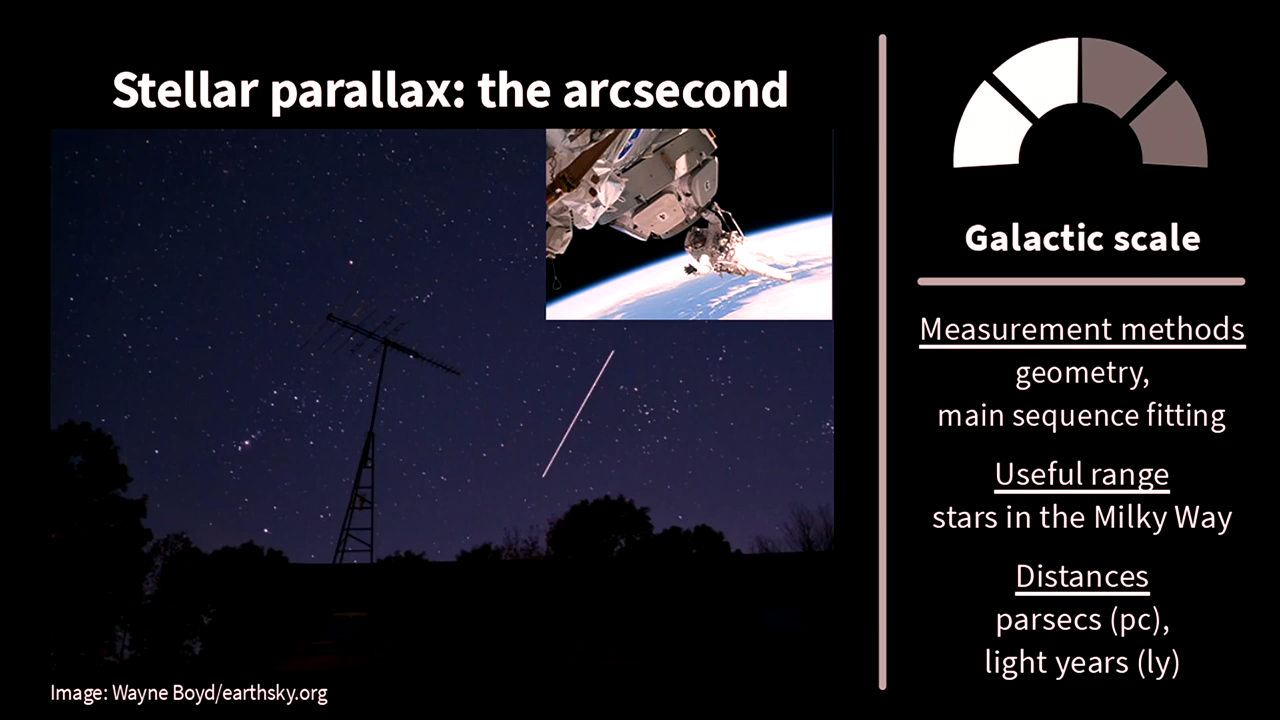 Stellar parallax: the arcsecond
Image: Wayne Boyd/earthsky.org
Galactic scale
Measurement methods
geometry,
main sequence fitting
Useful range
stars in the Milky Way
Distances
parsecs (pc),
light years (ly)